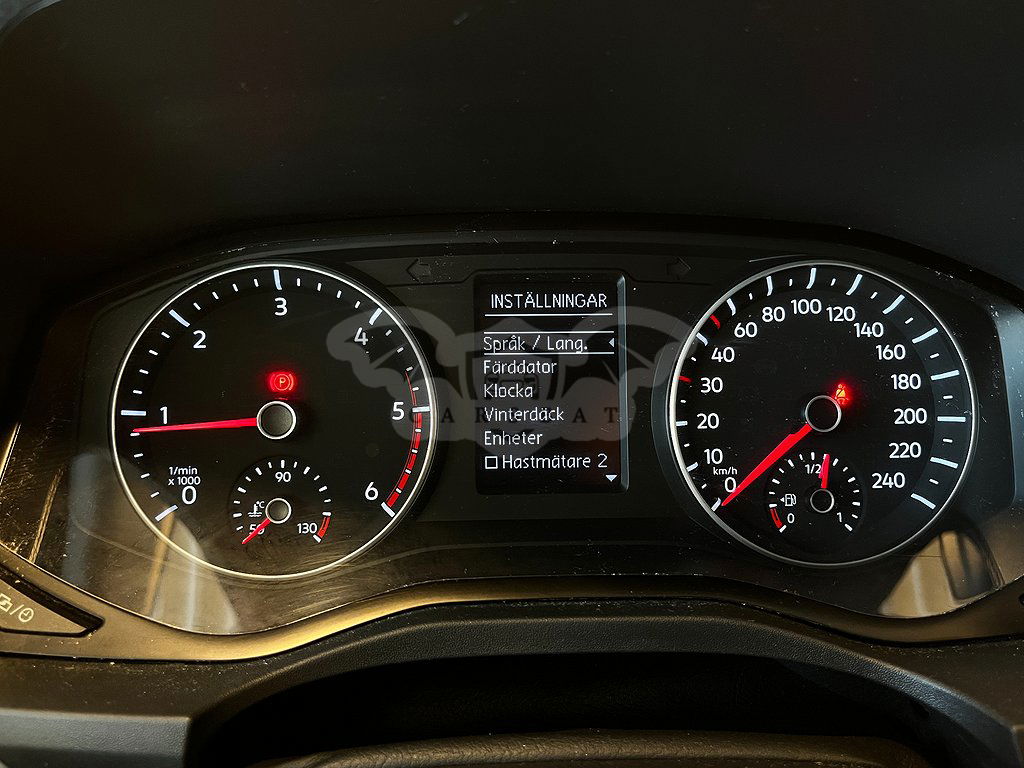 INSTÄLLNINGAR
Språk / Lang.
Färddator
Klocka
Vinterdäck
Enheter
Hastmätare 2
0
1
2
3
4
5
6
1/min
x 1000
P
°C
50
90
130
0
10
20
30
40
60
80
100
120
140
160
180
200
220
240
km/h
0
1/2
1